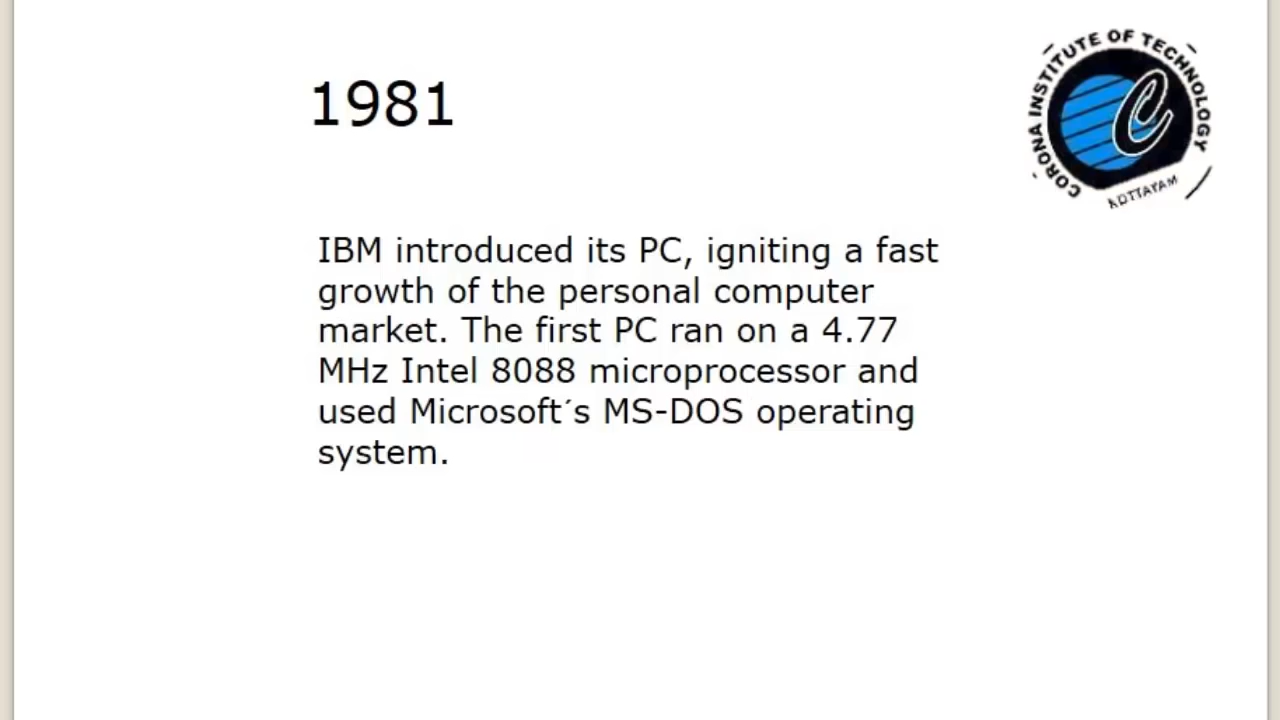 1981
CORONA INSTITUTE OF TECHNOLOGY
KOTTAYAM
IBM introduced its PC, igniting a fast
growth of the personal computer
market. The first PC ran on a 4.77
MHz Intel 8088 microprocessor and
used Microsoft´s MS-DOS operating
system.